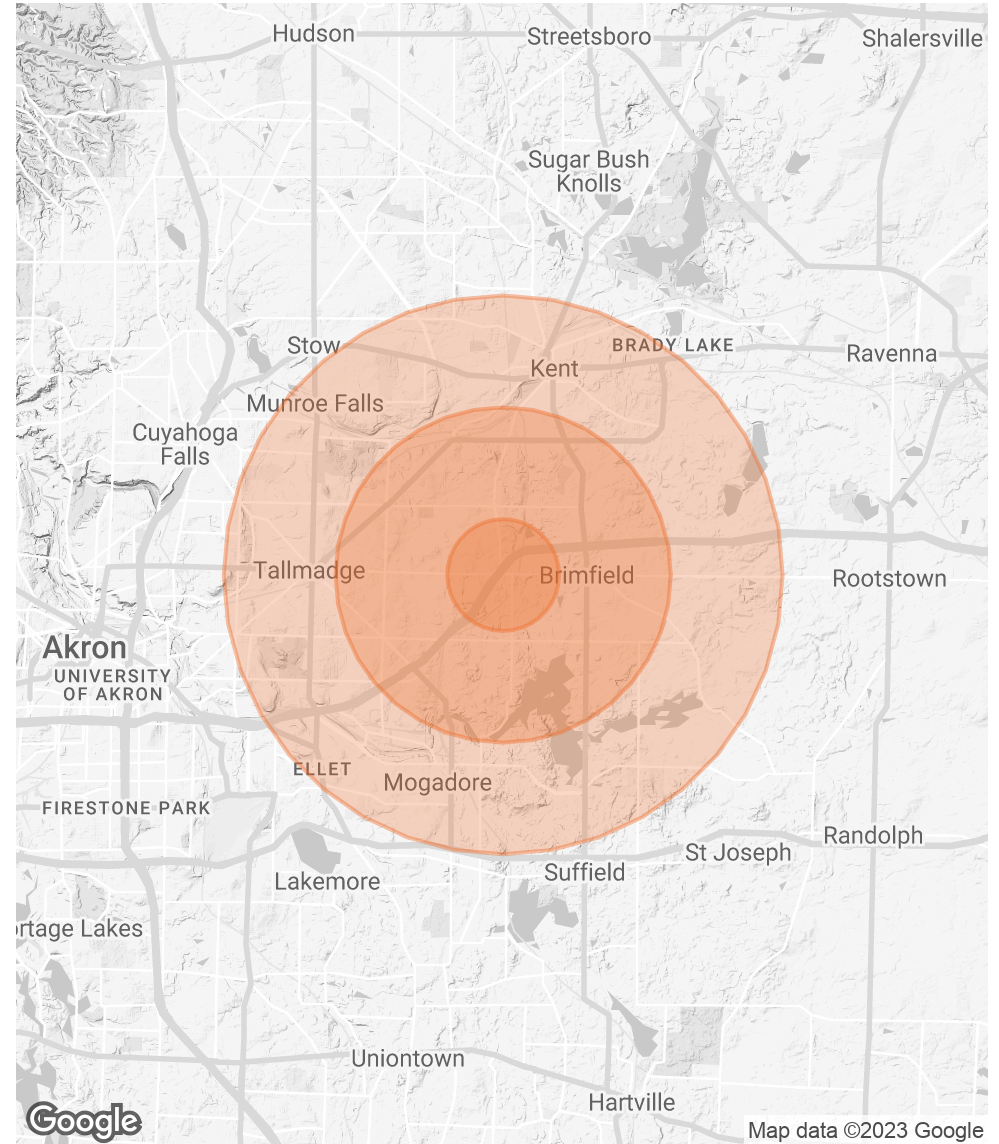 Hudson
Streetsboro
Shalersville
Sugar Bush
Knolls
Stow
BRADY LAKE
Ravenna
Kent
Munroe Falls
Cuyahoga
Falls
Tallmadge
Brimfield
Rootstown
Akron
UNIVERSITY
OF AKRON
ELLET
Mogadore
FIRESTONE PARK
Randolph
St Joseph
Suffield
Lakemore
ortage Lakes
Uniontown
Hartville
Google
Map data ©2023 Google